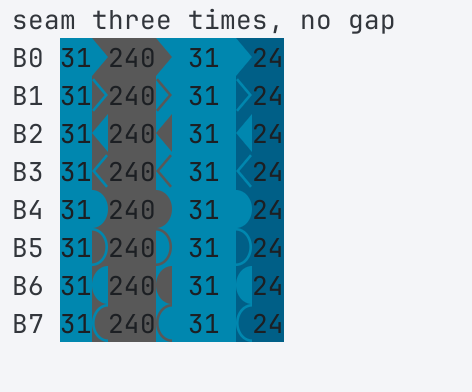 seam three times, no gap
B0 31 240 31 24
B1 31 240 31 24
B2 31 240 31 24
B3 31 240 31 24
B4 31 240 31 24
B5 31 240 31 24
B6 31 240 31 24
B7 31 240 31 24